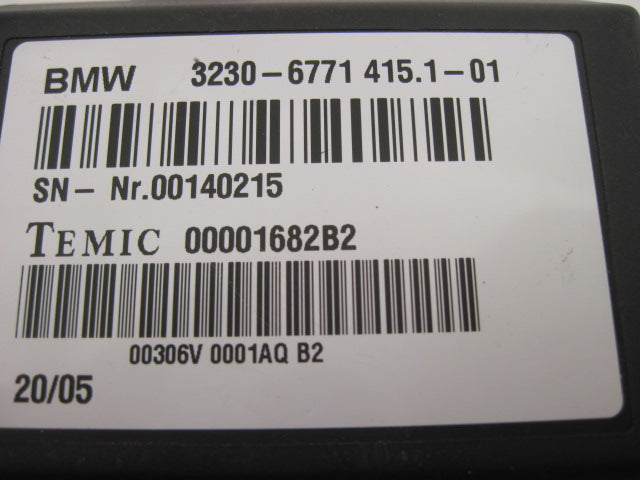 BMW 3230-6771 415.1-01
SN- Nr.00140215
TEMIC 00001682B2
00306V 0001AQ B2
20/05